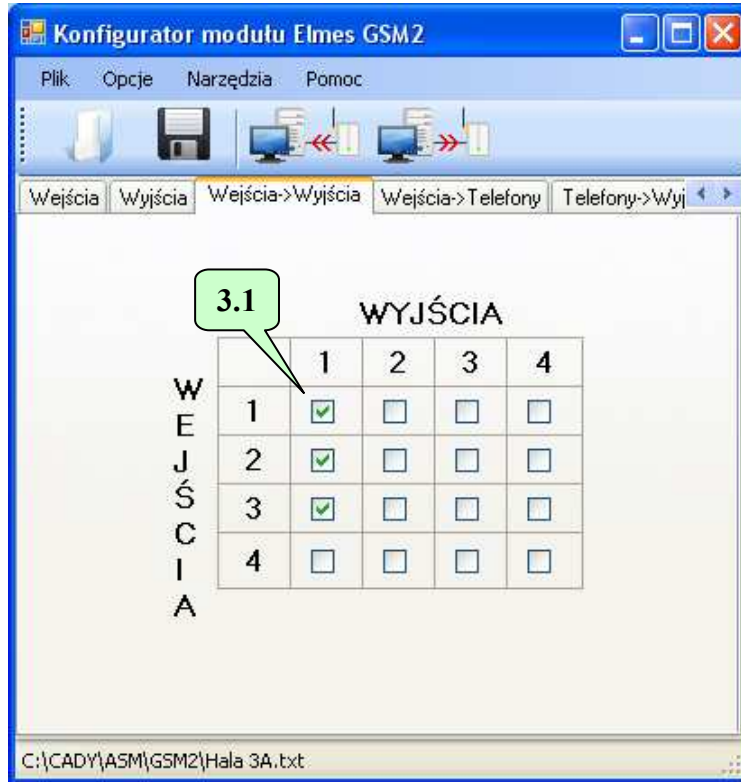 Konfigurator modułu Elmes GSM2
Plik Opcje Narzędzia Pomoc
Wejścia Wyjścia Wejścia->Wyjścia Wejścia->Telefony Telefony->Wyj
3.1
WYJŚCIA
1 2 3 4
WEJŚCIA
1
2
3
4
C:\CADY\ASM\GSM2\Hala 3A.txt